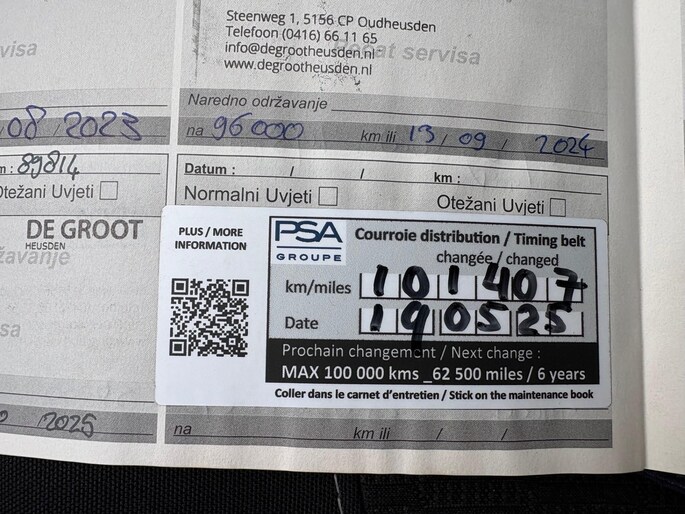 Steenweg 1, 5156 CP Oudheusden
Telefoon (0416) 66 11 65
info@degrootheusden.nl
www.degrootheusden.nl
Pečat servisa
Naredno održavanje
08/2023
na 96000 km ili 13/09/2024
m: 89814
Datum: / / km:
Otežani Uvjeti
Normalni Uvjeti
Otežani Uvjeti
DE GROOT
HEUSDEN
PLUS / MORE
INFORMATION
PSA
GROUPE
Courroie distribution / Timing belt
changée / changed
km/miles 101407
Date 190525
Prochain changement / Next change :
MAX 100 000 kms _62 500 miles / 6 years
Coller dans le carnet d'entretien / Stick on the maintenance book
2025
na km ili / /